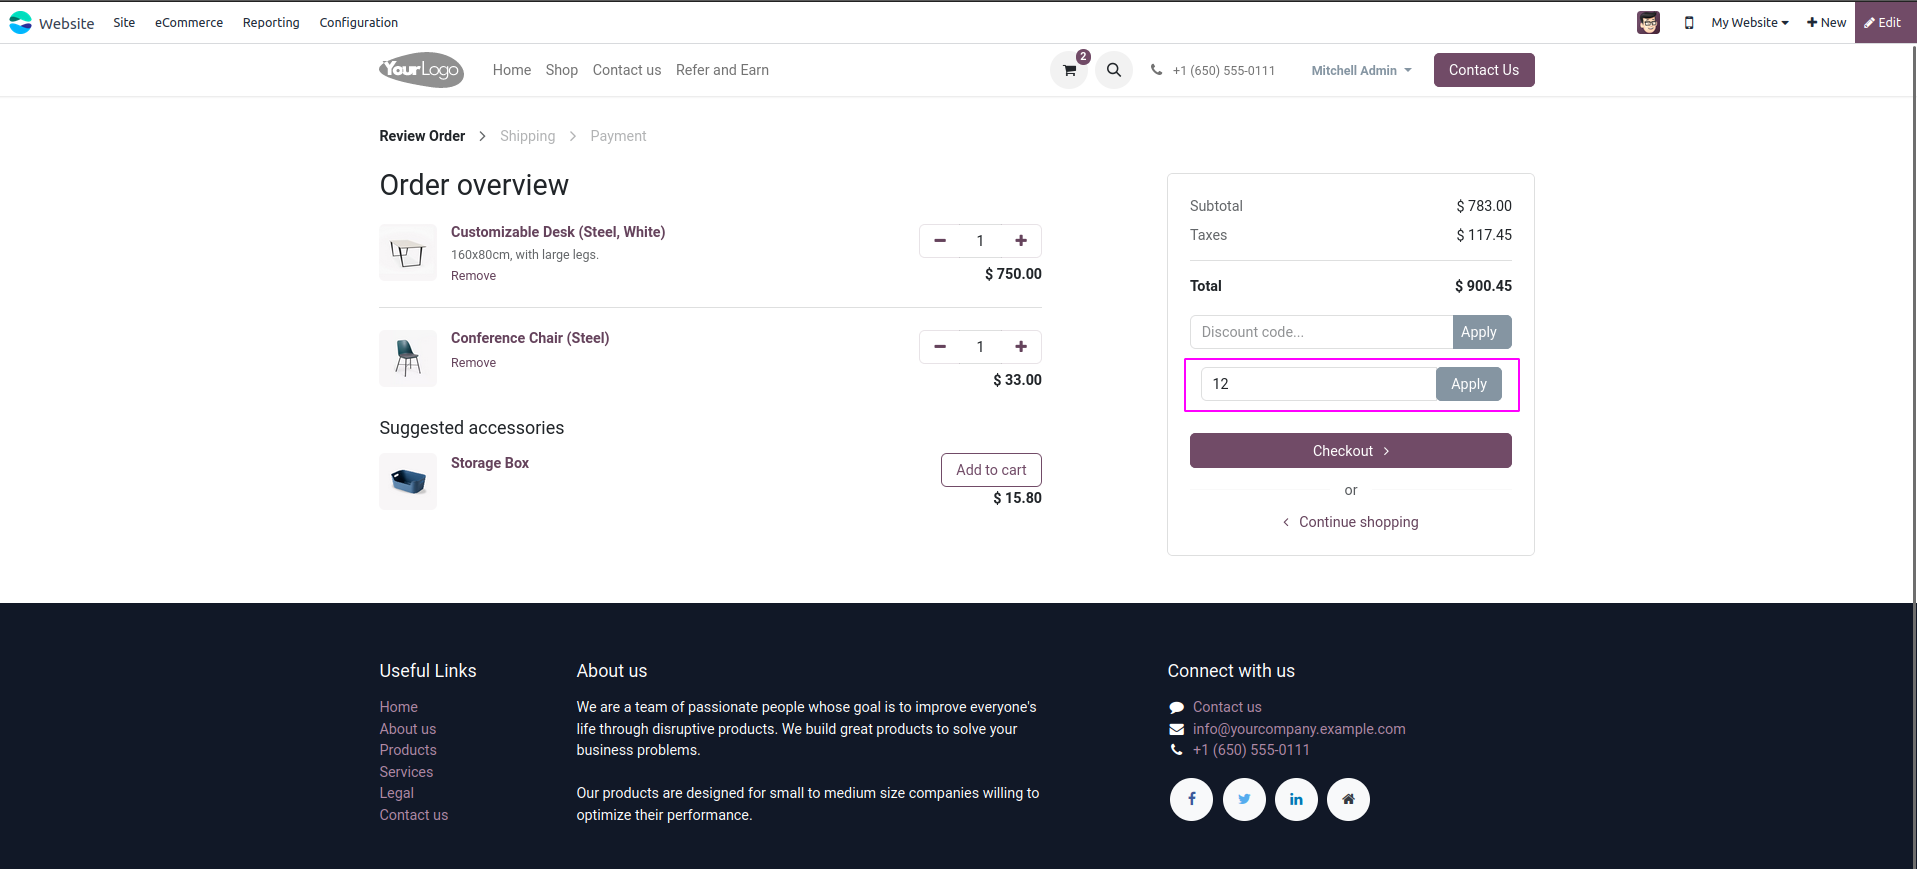 Website Site eCommerce Reporting Configuration My Website New Edit
YourLogo Home Shop Contact us Refer and Earn 2 +1 (650) 555-0111 Mitchell Admin Contact Us
Review Order Shipping Payment
Order overview
Customizable Desk (Steel, White)
160x80cm, with large legs.
Remove
1
$ 750.00
Conference Chair (Steel)
Remove
1
$ 33.00
Suggested accessories
Storage Box
Add to cart
$ 15.80
Subtotal $ 783.00
Taxes $ 117.45
Total $ 900.45
Discount code... Apply
12 Apply
Checkout
or
Continue shopping
Useful Links
Home
About us
Products
Services
Legal
Contact us
About us
We are a team of passionate people whose goal is to improve everyone's
life through disruptive products. We build great products to solve your
business problems.
Our products are designed for small to medium size companies willing to
optimize their performance.
Connect with us
Contact us
info@yourcompany.example.com
+1 (650) 555-0111